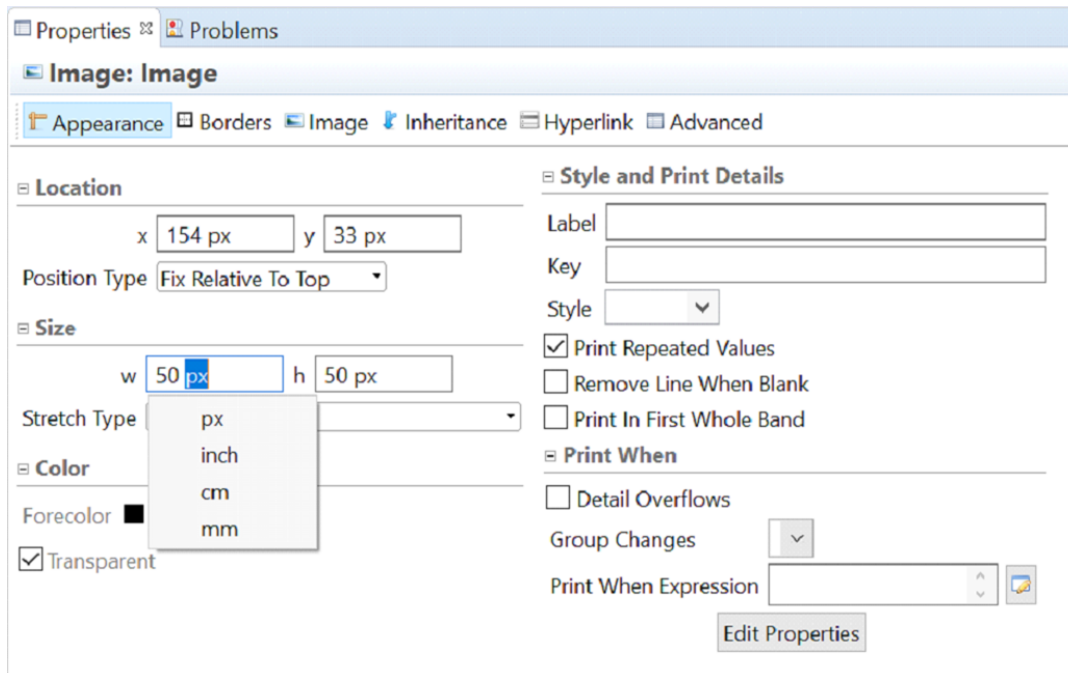 Properties Problems
Image: Image
Appearance Borders Image Inheritance Hyperlink Advanced
Location
x 154 px y 33 px
Position Type Fix Relative To Top
Size
w 50 px h 50 px
Stretch Type
px
inch
cm
mm
Color
Forecolor
Transparent
Style and Print Details
Label
Key
Style
Print Repeated Values
Remove Line When Blank
Print In First Whole Band
Print When
Detail Overflows
Group Changes
Print When Expression
Edit Properties